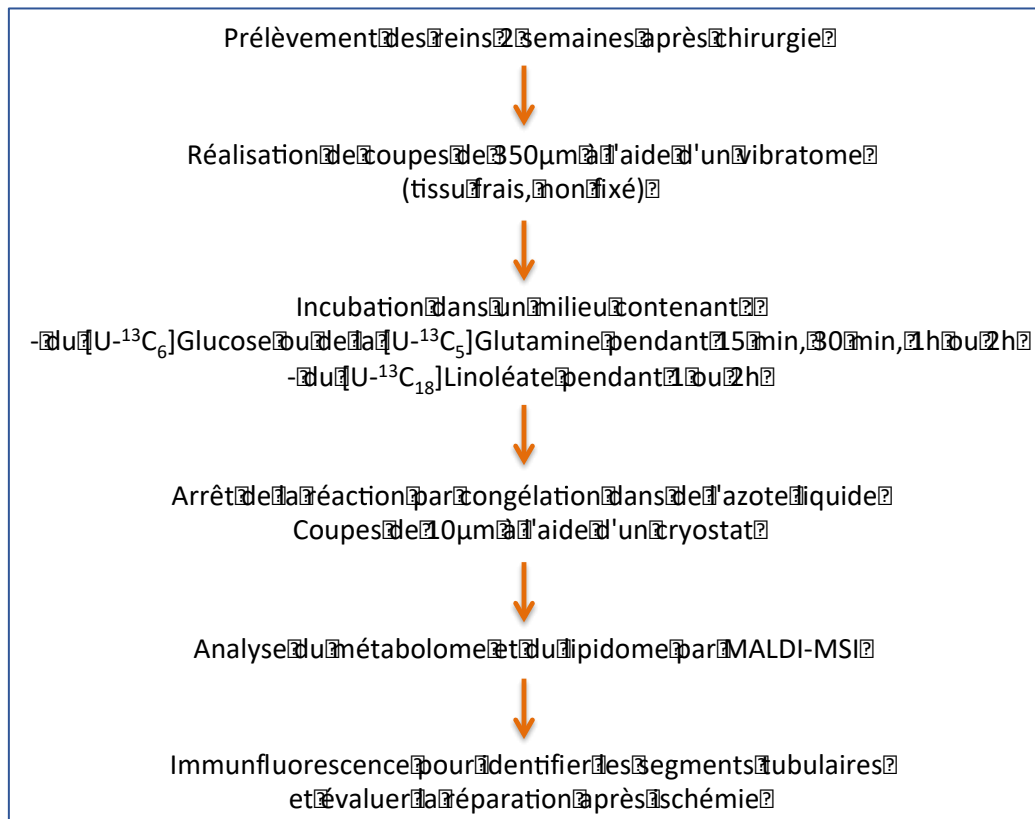 Prélèvement des reins 2 semaines après chirurgie
Réalisation de coupes de 350µm à l'aide d'un vibratome
(tissu frais, non fixé)
Incubation dans un milieu contenant
- du [U-¹³C₆]Glucose ou de la [U-¹³C₅]Glutamine pendant 15 min, 30 min, 1h ou 2h
- du [U-¹³C₁₈]Linoléate pendant 1 ou 2h
Arrêt de la réaction par congélation dans de l'azote liquide
Coupes de 10µm à l'aide d'un cryostat
Analyse du métabolome et du lipidome par MALDI-MSI
Immunfluorescence pour identifier les segments tubulaires
et évaluer la réparation après ischémie